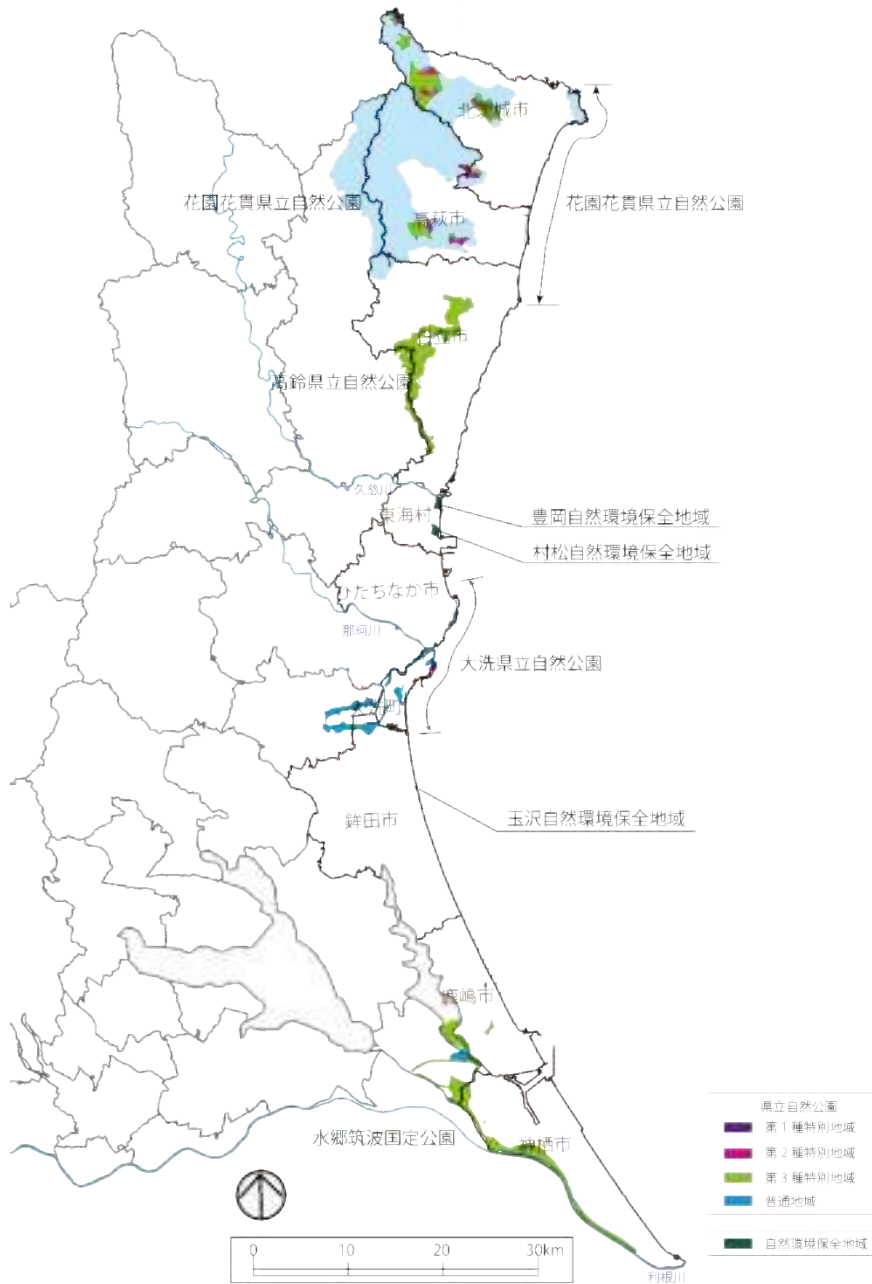 北茨城市
花園花貫県立自然公園
花園花貫県立自然公園
高萩市
日立市
高鈴県立自然公園
久慈川
東海村
豊岡自然環境保全地域
村松自然環境保全地域
ひたちなか市
那珂川
大洗県立自然公園
大洗町
玉沢自然環境保全地域
鉾田市
鹿嶋市
水郷筑波国定公園
神栖市
県立自然公園
第1種特別地域
第2種特別地域
第3種特別地域
普通地域
自然環境保全地域
0 10 20 30km
利根川